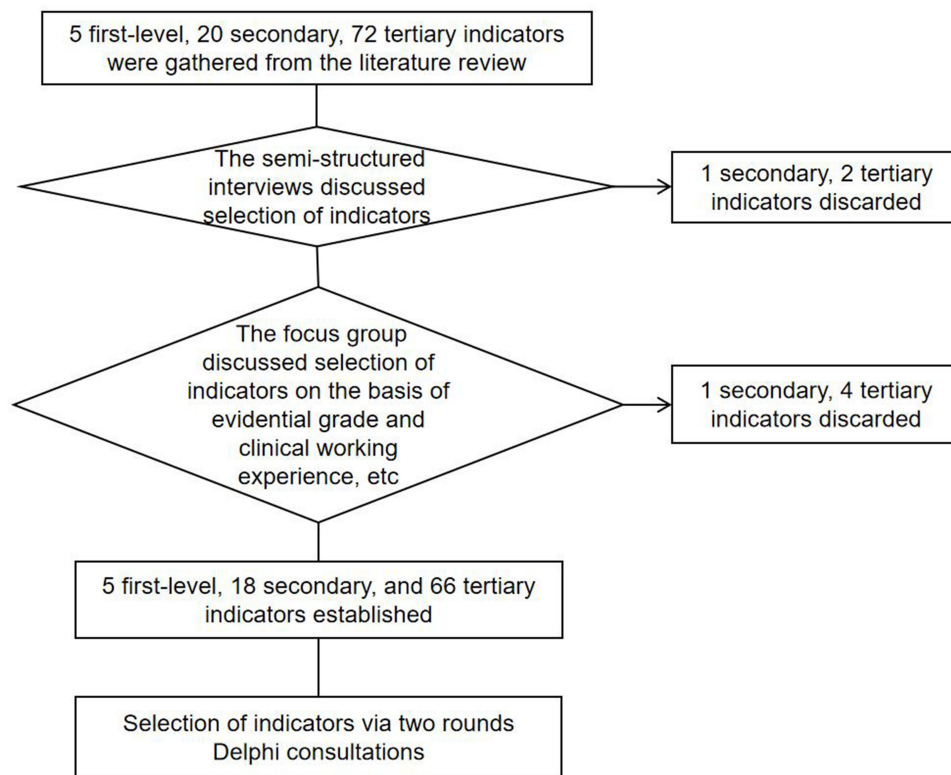 5 first-level, 20 secondary, 72 tertiary indicators
were gathered from the literature review
The semi-structured
interviews discussed
selection of indicators
1 secondary, 2 tertiary
indicators discarded
The focus group
discussed selection of
indicators on the basis of
evidential grade and
clinical working
experience, etc
1 secondary, 4 tertiary
indicators discarded
5 first-level, 18 secondary, and 66 tertiary
indicators established
Selection of indicators via two rounds
Delphi consultations